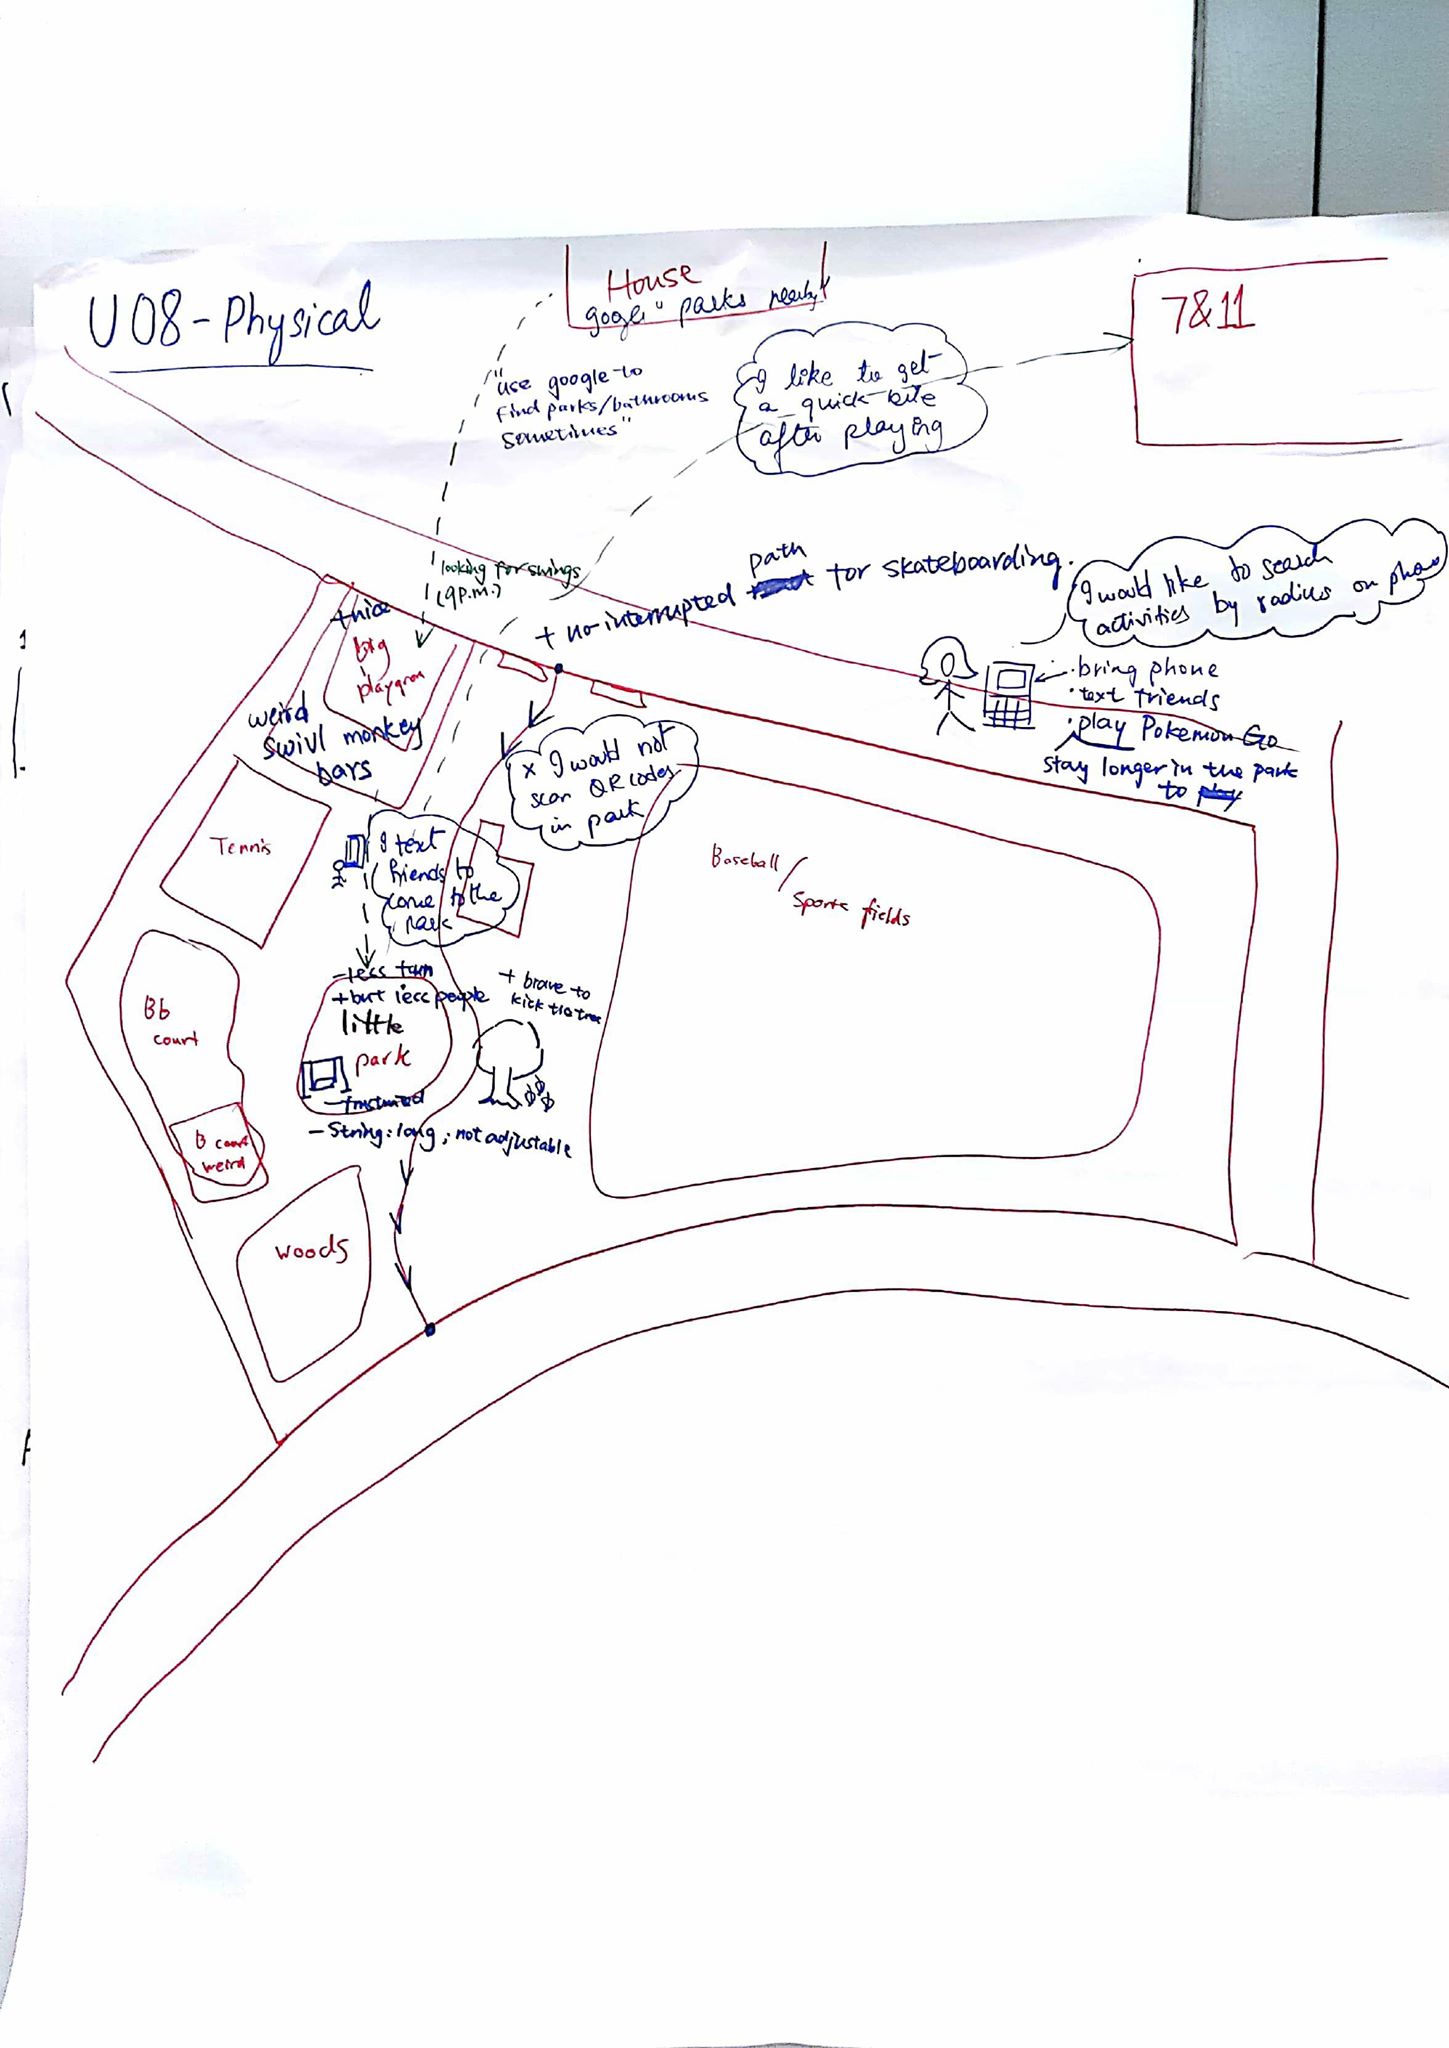 U08-Physical
House
googei "parks nearby"
7&11
"use google to
find parks/bathrooms
sometimes"
I like to get
a quick bite
after playing
looking for swings
(9p.m.)
path
+ no interrupted for skateboarding.
I would like to search
activities by radius on phone
· bring phone
· text friends
· play Pokemon Go
stay longer in the park
to play
+nice
big
playgrou
weird
swivl monkey
bars
x I would not
scan QR codes
in park
Tennis
I text
friends to
come to the
park
Baseball/
Sports fields
- less
+but less people
little
park
+ brave to
kick the tree
- String: long, not adjustable
Bb
court
B court
weird
Woods